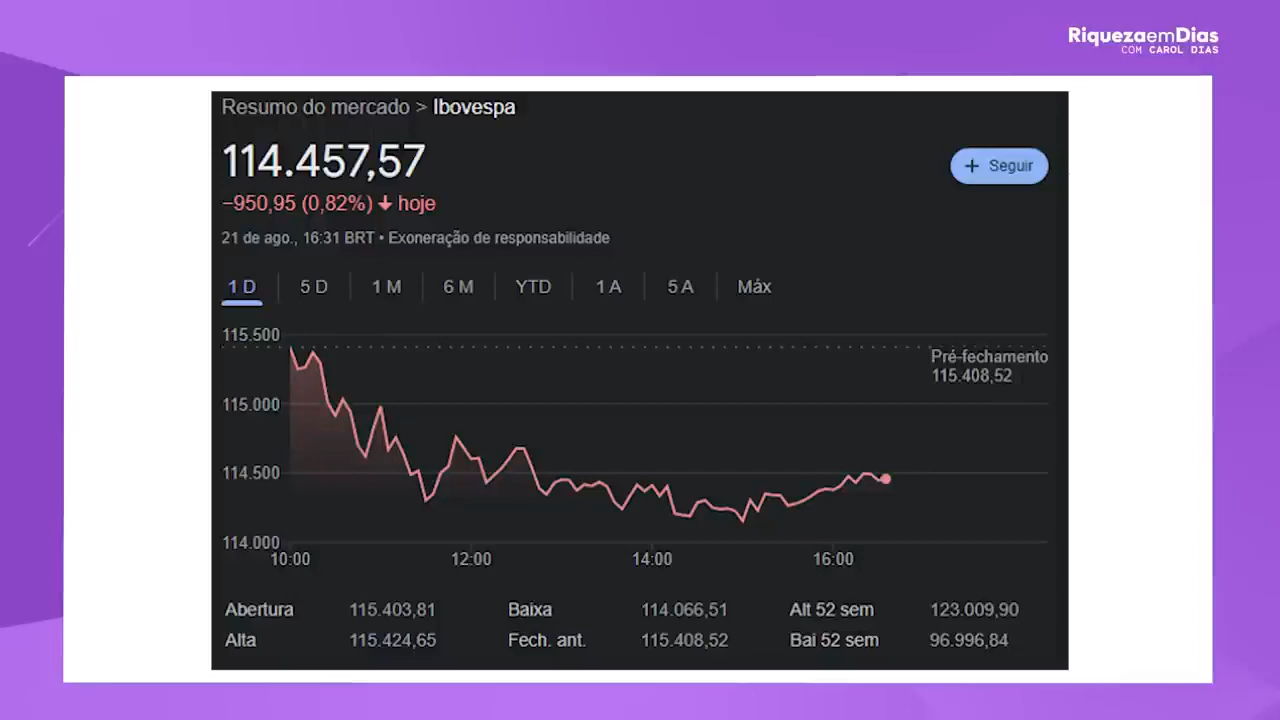 RiquezaemDias
COM CAROL DIAS
Resumo do mercado > Ibovespa
114.457,57
+ Seguir
−950,95 (0,82%) ↓ hoje
21 de ago., 16:31 BRT • Exoneração de responsabilidade
1 D 5 D 1 M 6 M YTD 1 A 5 A Máx
115.500
Pré-fechamento
115.408,52
115.000
114.500
114.000
10:00 12:00 14:00 16:00
Abertura 115.403,81 Baixa 114.066,51 Alt 52 sem 123.009,90
Alta 115.424,65 Fech. ant. 115.408,52 Bai 52 sem 96.996,84